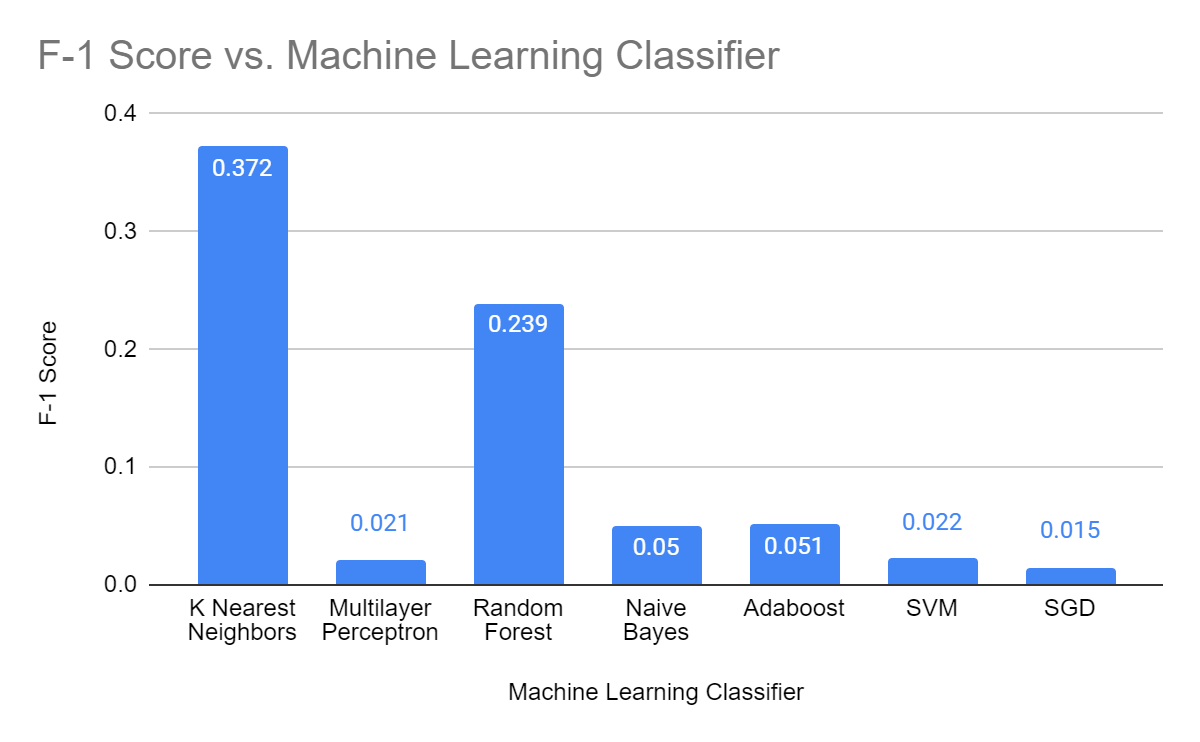 F-1 Score vs. Machine Learning Classifier
F-1 Score
0.4
0.3
0.2
0.1
0.0
0.372
0.021
0.239
0.05
0.051
0.022
0.015
K Nearest
Neighbors
Multilayer
Perceptron
Random
Forest
Naive
Bayes
Adaboost
SVM
SGD
Machine Learning Classifier